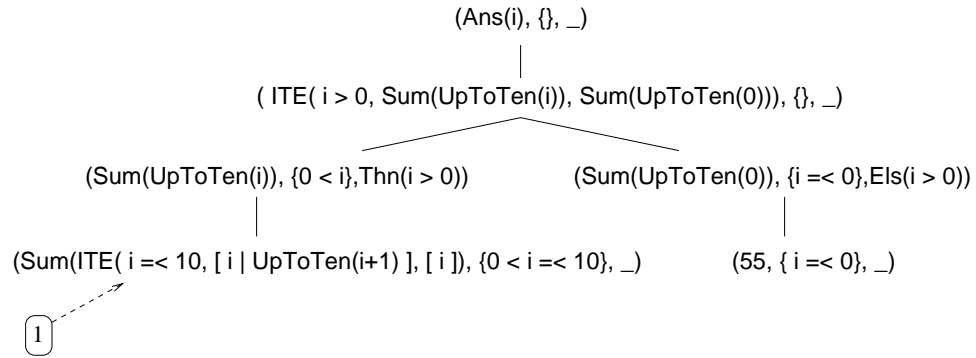 (Ans(i), {}, _)
( ITE( i > 0, Sum(UpToTen(i)), Sum(UpToTen(0))), {}, _)
(Sum(UpToTen(i)), {0 < i},Thn(i > 0))
(Sum(UpToTen(0)), {i =< 0},Els(i > 0))
(Sum(ITE( i =< 10, [ i | UpToTen(i+1) ], [ i ]), {0 < i =< 10}, _)
(55, { i =< 0}, _)
1